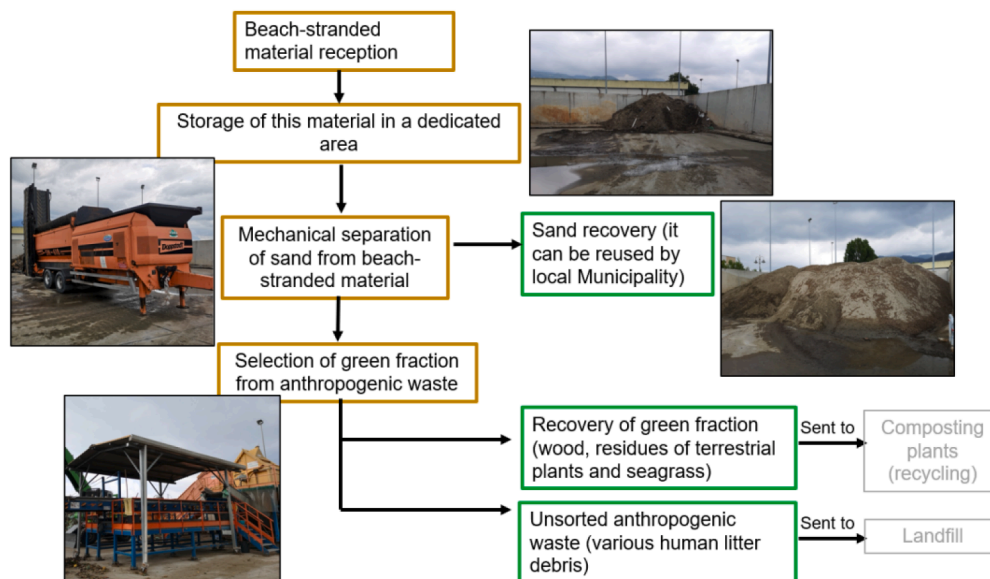 Beach-stranded
material reception
Storage of this material in a dedicated
area
Mechanical separation
of sand from beach-
stranded material
Sand recovery (it
can be reused by
local Municipality)
Selection of green fraction
from anthropogenic waste
Recovery of green fraction
(wood, residues of terrestrial
plants and seagrass)
Sent to
Composting
plants
(recycling)
Unsorted anthropogenic
waste (various human litter
debris)
Sent to
Landfill